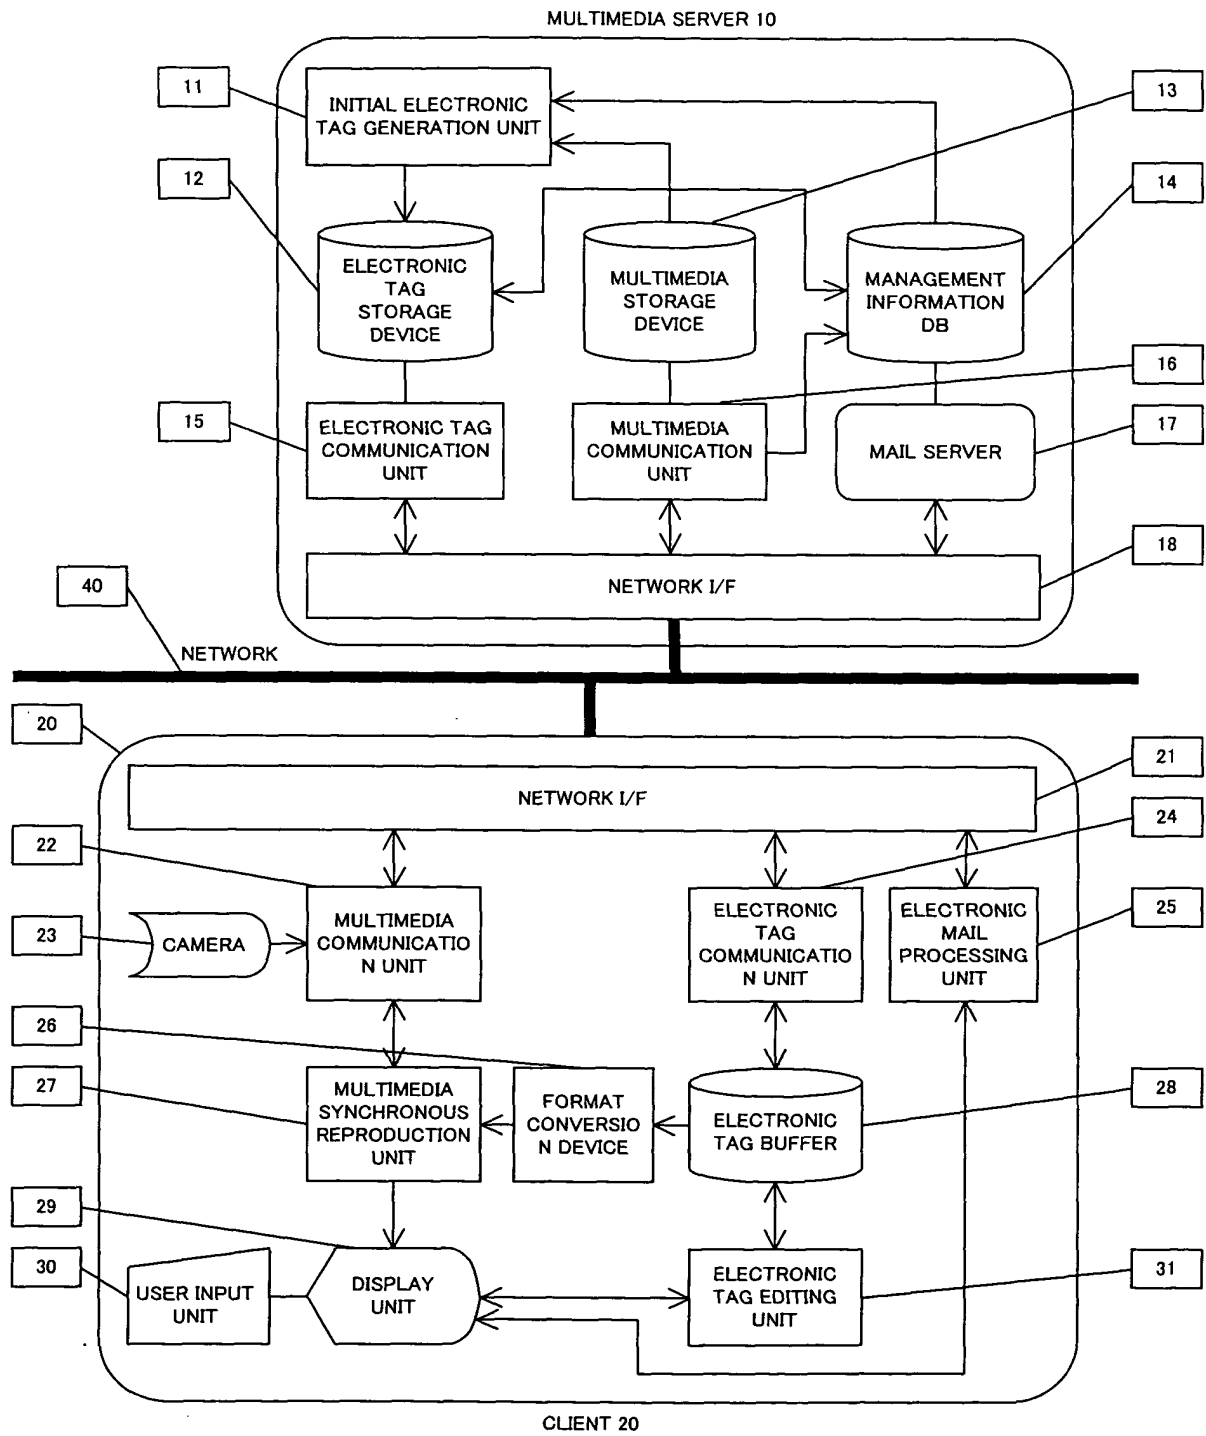 MULTIMEDIA SERVER 10
11
INITIAL ELECTRONIC
TAG GENERATION UNIT
13
12
14
ELECTRONIC
TAG
STORAGE
DEVICE
MULTIMEDIA
STORAGE
DEVICE
MANAGEMENT
INFORMATION
DB
16
15
ELECTRONIC TAG
COMMUNICATION
UNIT
MULTIMEDIA
COMMUNICATION
UNIT
MAIL SERVER
17
18
NETWORK I/F
40
NETWORK
20
21
NETWORK I/F
24
22
23
CAMERA
MULTIMEDIA
COMMUNICATIO
N UNIT
ELECTRONIC
TAG
COMMUNICATIO
N UNIT
ELECTRONIC
MAIL
PROCESSING
UNIT
25
26
27
MULTIMEDIA
SYNCHRONOUS
REPRODUCTION
UNIT
FORMAT
CONVERSIO
N DEVICE
ELECTRONIC
TAG BUFFER
28
29
30
USER INPUT
UNIT
DISPLAY
UNIT
ELECTRONIC
TAG EDITING
UNIT
31
CLIENT 20